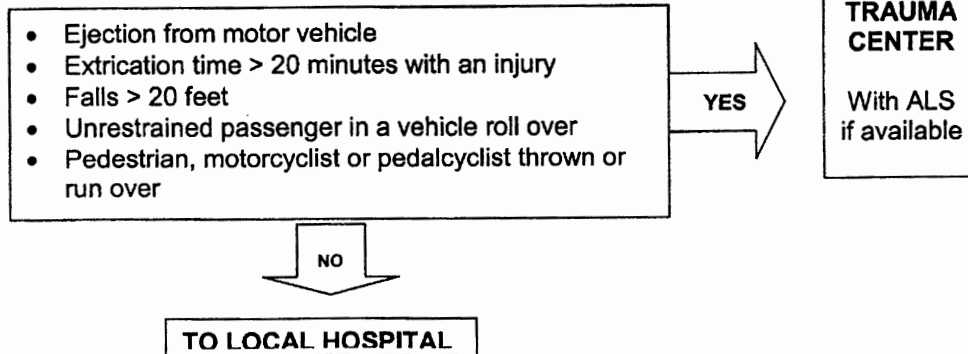 • Ejection from motor vehicle
• Extrication time > 20 minutes with an injury
• Falls > 20 feet
• Unrestrained passenger in a vehicle roll over
• Pedestrian, motorcyclist or pedalcyclist thrown or
run over
YES
TRAUMA
CENTER
With ALS
if available
NO
TO LOCAL HOSPITAL